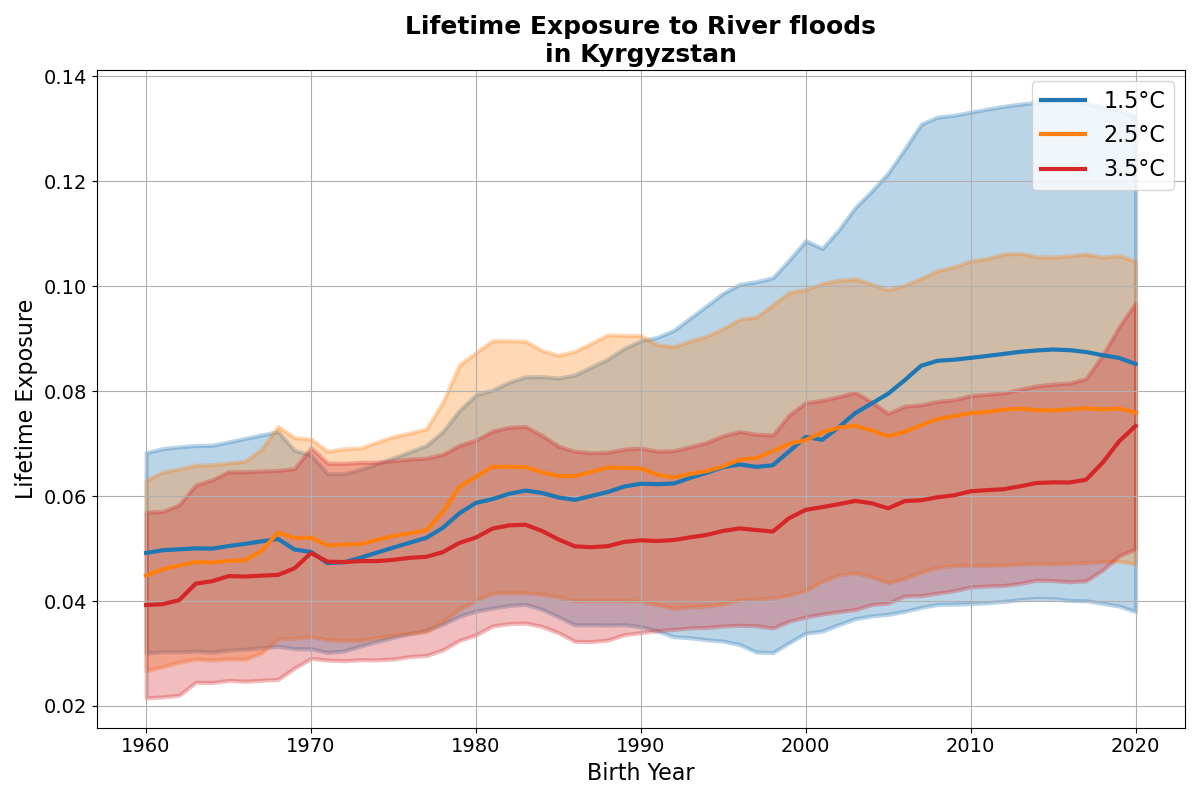 Lifetime Exposure to River floods
in Kyrgyzstan
0.14
0.12
0.10
0.08
0.06
0.04
0.02
Lifetime Exposure
1.5°C
2.5°C
3.5°C
1960
1970
1980
1990
2000
2010
2020
Birth Year